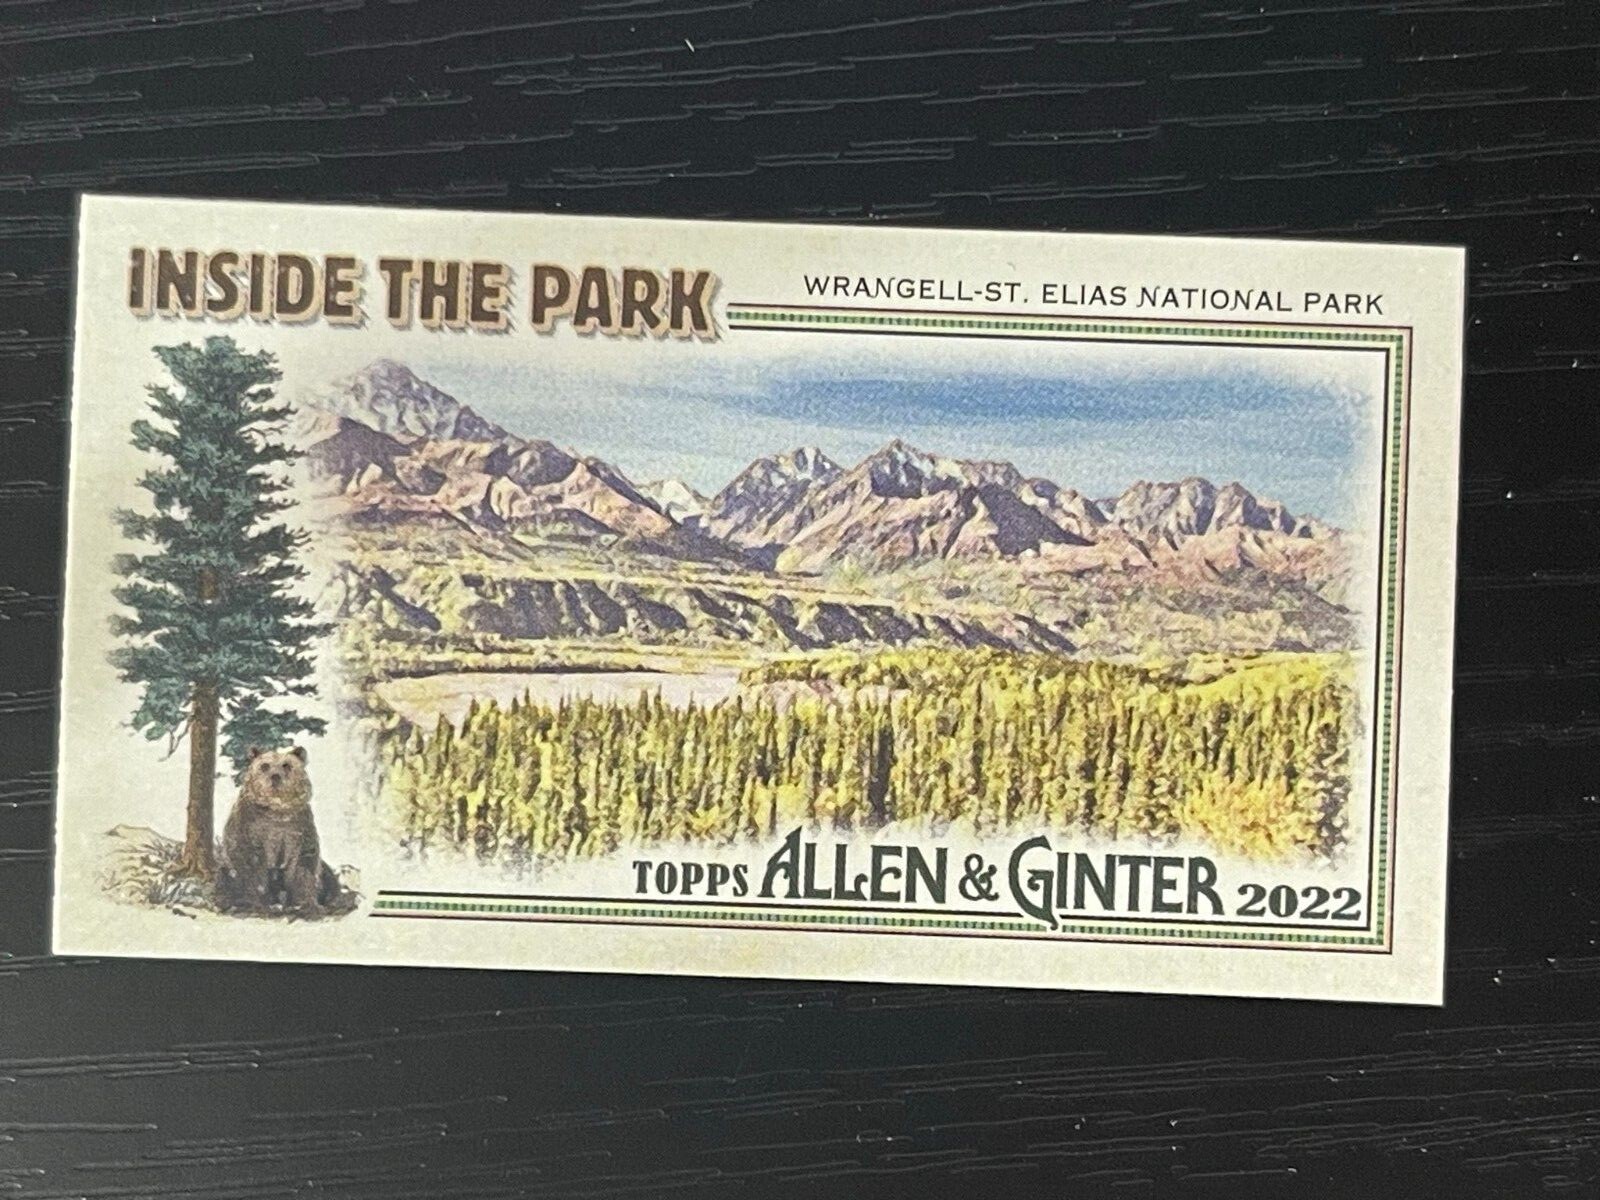 INSIDE THE PARK
WRANGELL-ST. ELIAS NATIONAL PARK
TOPPS ALLEN & GINTER 2022